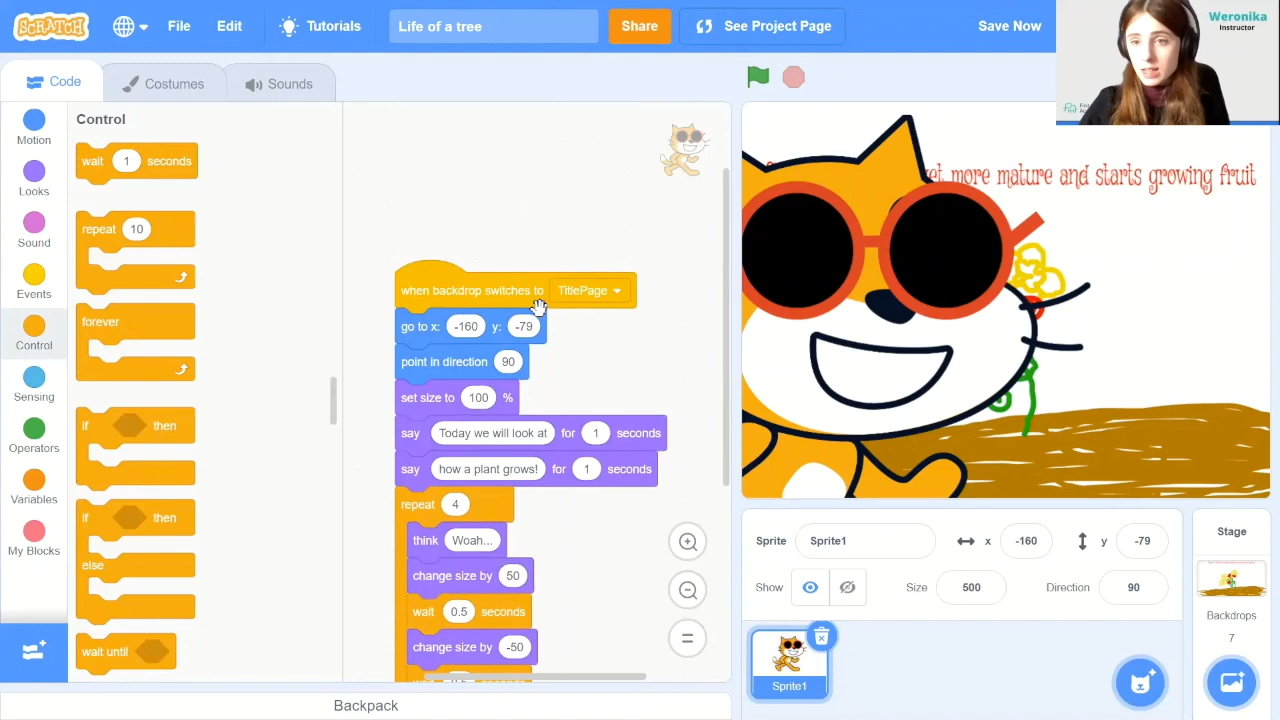 SCRATCH
File
Edit
Tutorials
Life of a tree
Share
See Project Page
Save Now
Weronika
Instructor
Code
Costumes
Sounds
Motion
Looks
Sound
Events
Control
Sensing
Operators
Variables
My Blocks
Control
wait 1 seconds
repeat 10
forever
if then
if then
else
wait until
when backdrop switches to TitlePage
go to x: -160 y: -79
point in direction 90
set size to 100 %
say Today we will look at for 1 seconds
say how a plant grows! for 1 seconds
repeat 4
think Woah...
change size by 50
wait 0.5 seconds
change size by -50
wait 0.5 seconds
get more mature and starts growing fruit
Sprite Sprite1 x -160 y -79
Show Size 500 Direction 90
Sprite1
Stage
Backdrops
7
Backpack